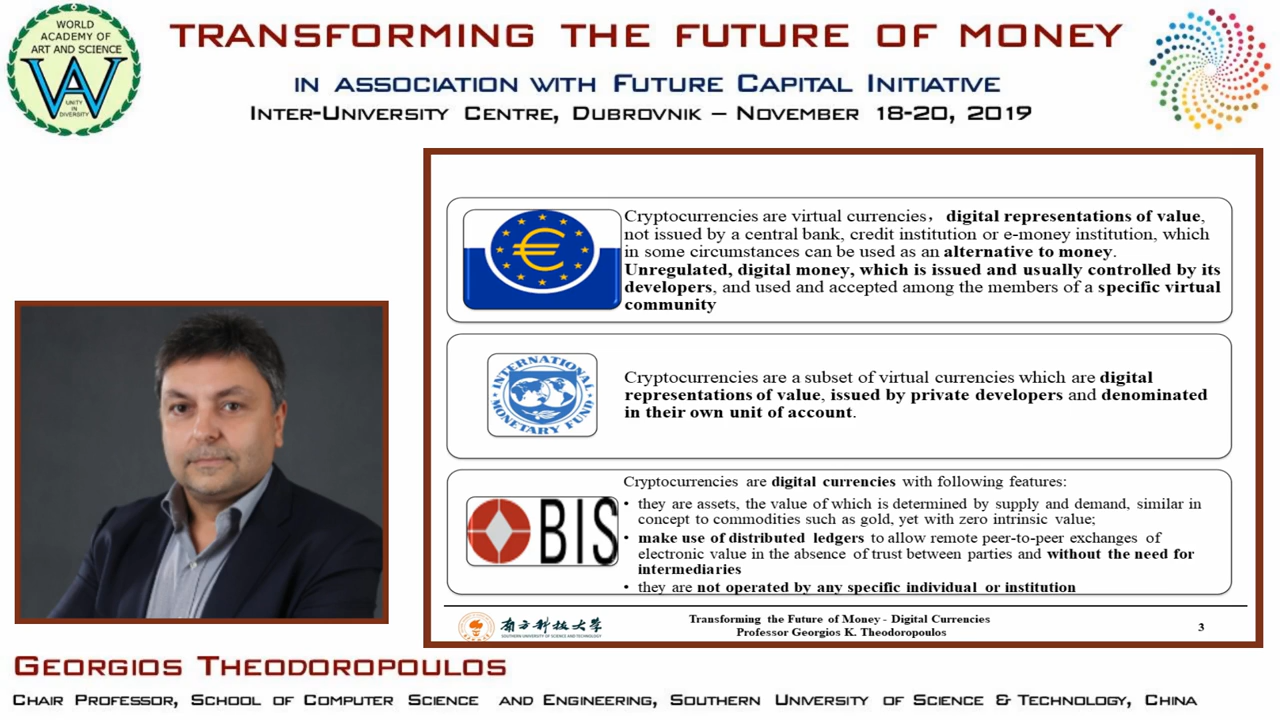 WORLD
ACADEMY OF
ART AND SCIENCE
UNITY
IN
DIVERSITY
TRANSFORMING THE FUTURE OF MONEY
IN ASSOCIATION WITH FUTURE CAPITAL INITIATIVE
INTER-UNIVERSITY CENTRE, DUBROVNIK – NOVEMBER 18-20, 2019
Cryptocurrencies are virtual currencies，digital representations of value,
not issued by a central bank, credit institution or e-money institution, which
in some circumstances can be used as an alternative to money.
Unregulated, digital money, which is issued and usually controlled by its
developers, and used and accepted among the members of a specific virtual
community
INTERNATIONAL
MONETARY FUND
Cryptocurrencies are a subset of virtual currencies which are digital
representations of value, issued by private developers and denominated
in their own unit of account.
BIS
Cryptocurrencies are digital currencies with following features:
• they are assets, the value of which is determined by supply and demand, similar in
concept to commodities such as gold, yet with zero intrinsic value;
• make use of distributed ledgers to allow remote peer-to-peer exchanges of
electronic value in the absence of trust between parties and without the need for
intermediaries
• they are not operated by any specific individual or institution
南方科技大学
SOUTHERN UNIVERSITY OF SCIENCE AND TECHNOLOGY
Transforming the Future of Money - Digital Currencies
Professor Georgios K. Theodoropoulos
3
GEORGIOS THEODOROPOULOS
CHAIR PROFESSOR, SCHOOL OF COMPUTER SCIENCE AND ENGINEERING, SOUTHERN UNIVERSITY OF SCIENCE & TECHNOLOGY, CHINA